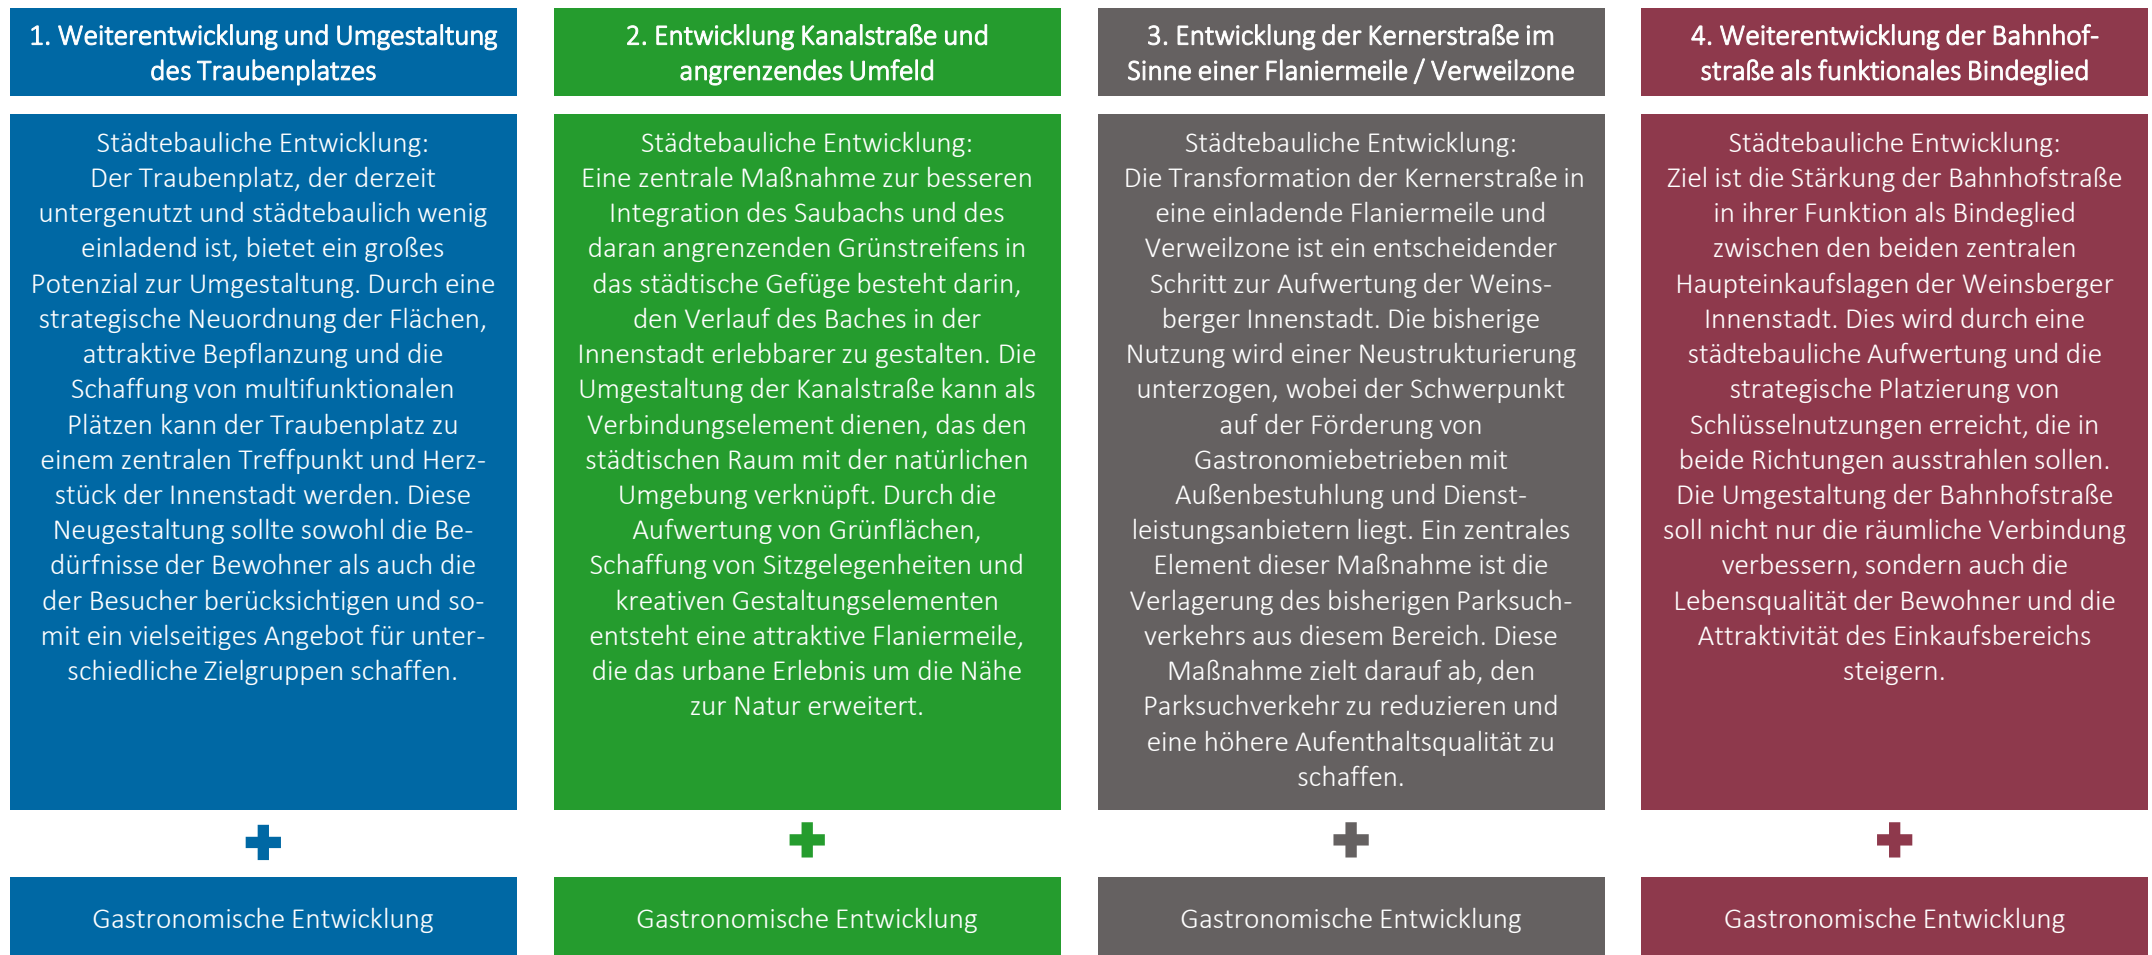 1. Weiterentwicklung und Umgestaltung
des Traubenplatzes
Städtebauliche Entwicklung:
Der Traubenplatz, der derzeit
untergenutzt und städtebaulich wenig
einladend ist, bietet ein großes
Potenzial zur Umgestaltung. Durch eine
strategische Neuordnung der Flächen,
attraktive Bepflanzung und die
Schaffung von multifunktionalen
Plätzen kann der Traubenplatz zu
einem zentralen Treffpunkt und Herz-
stück der Innenstadt werden. Diese
Neugestaltung sollte sowohl die Be-
dürfnisse der Bewohner als auch die
der Besucher berücksichtigen und so-
mit ein vielseitiges Angebot für unter-
schiedliche Zielgruppen schaffen.
Gastronomische Entwicklung
2. Entwicklung Kanalstraße und
angrenzendes Umfeld
Städtebauliche Entwicklung:
Eine zentrale Maßnahme zur besseren
Integration des Saubachs und des
daran angrenzenden Grünstreifens in
das städtische Gefüge besteht darin,
den Verlauf des Baches in der
Innenstadt erlebbarer zu gestalten. Die
Umgestaltung der Kanalstraße kann als
Verbindungselement dienen, das den
städtischen Raum mit der natürlichen
Umgebung verknüpft. Durch die
Aufwertung von Grünflächen,
Schaffung von Sitzgelegenheiten und
kreativen Gestaltungselementen
entsteht eine attraktive Flaniermeile,
die das urbane Erlebnis um die Nähe
zur Natur erweitert.
Gastronomische Entwicklung
3. Entwicklung der Kernerstraße im
Sinne einer Flaniermeile / Verweilzone
Städtebauliche Entwicklung:
Die Transformation der Kernerstraße in
eine einladende Flaniermeile und
Verweilzone ist ein entscheidender
Schritt zur Aufwertung der Weins-
berger Innenstadt. Die bisherige
Nutzung wird einer Neustrukturierung
unterzogen, wobei der Schwerpunkt
auf der Förderung von
Gastronomiebetrieben mit
Außenbestuhlung und Dienst-
leistungsanbietern liegt. Ein zentrales
Element dieser Maßnahme ist die
Verlagerung des bisherigen Parksuch-
verkehrs aus diesem Bereich. Diese
Maßnahme zielt darauf ab, den
Parksuchverkehr zu reduzieren und
eine höhere Aufenthaltsqualität zu
schaffen.
Gastronomische Entwicklung
4. Weiterentwicklung der Bahnhof-
straße als funktionales Bindeglied
Städtebauliche Entwicklung:
Ziel ist die Stärkung der Bahnhofstraße
in ihrer Funktion als Bindeglied
zwischen den beiden zentralen
Haupteinkaufslagen der Weinsberger
Innenstadt. Dies wird durch eine
städtebauliche Aufwertung und die
strategische Platzierung von
Schlüsselnutzungen erreicht, die in
beide Richtungen ausstrahlen sollen.
Die Umgestaltung der Bahnhofstraße
soll nicht nur die räumliche Verbindung
verbessern, sondern auch die
Lebensqualität der Bewohner und die
Attraktivität des Einkaufsbereichs
steigern.
Gastronomische Entwicklung